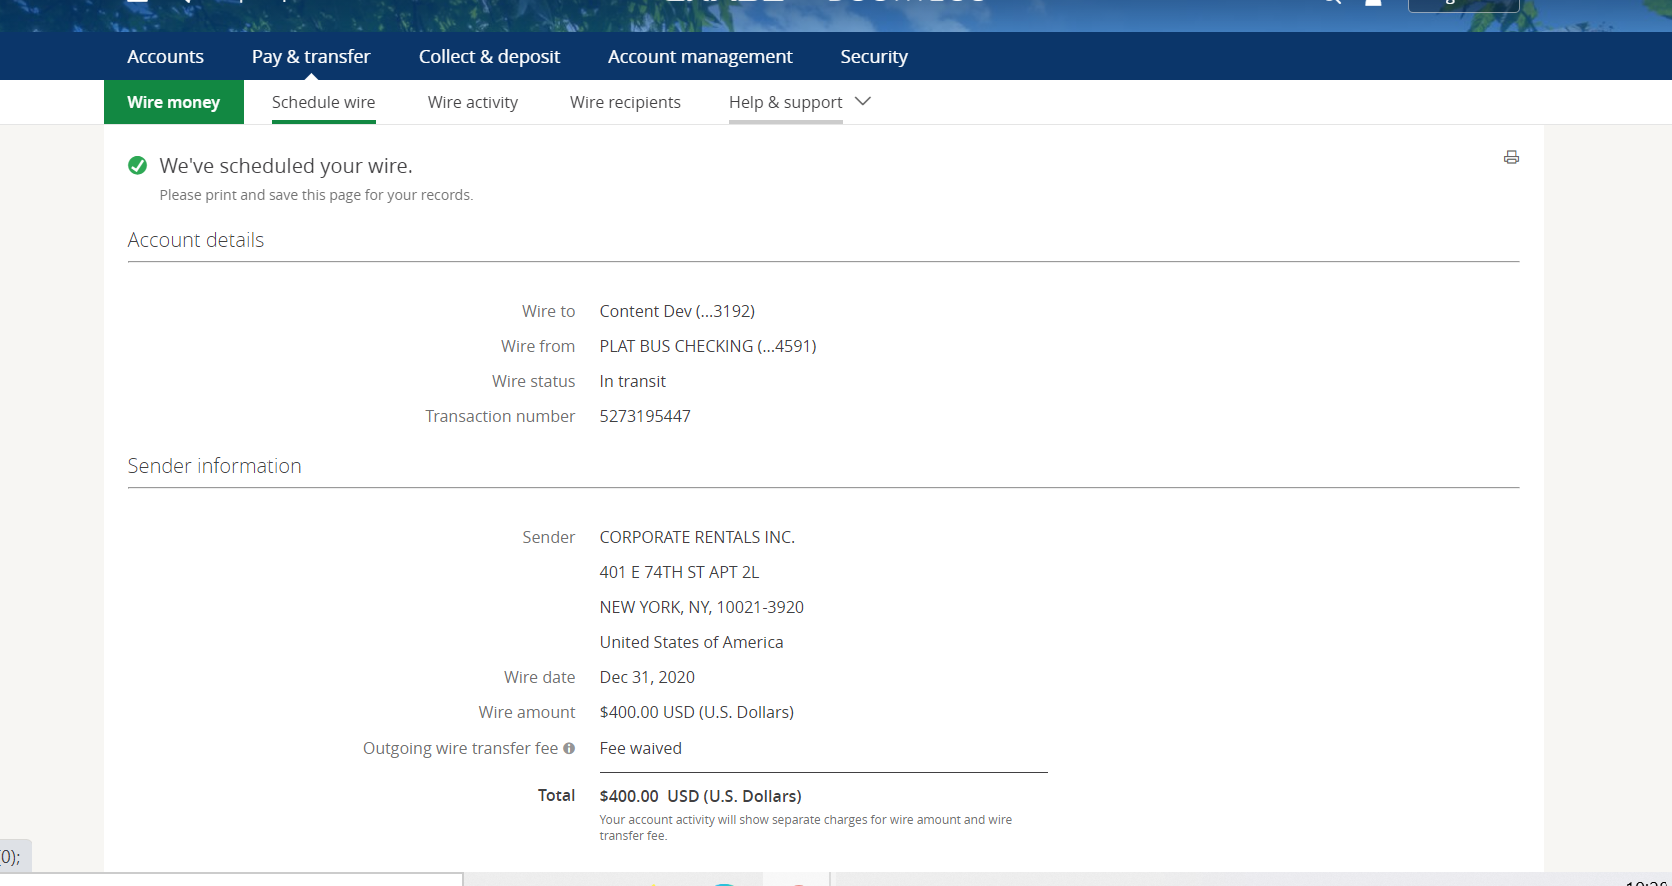 Accounts
Pay & transfer
Collect & deposit
Account management
Security
Wire money
Schedule wire
Wire activity
Wire recipients
Help & support
We've scheduled your wire.
Please print and save this page for your records.
Account details
Wire to Content Dev (...3192)
Wire from PLAT BUS CHECKING (...4591)
Wire status In transit
Transaction number 5273195447
Sender information
Sender CORPORATE RENTALS INC.
401 E 74TH ST APT 2L
NEW YORK, NY, 10021-3920
United States of America
Wire date Dec 31, 2020
Wire amount $400.00 USD (U.S. Dollars)
Outgoing wire transfer fee Fee waived
Total $400.00 USD (U.S. Dollars)
Your account activity will show separate charges for wire amount and wire
transfer fee.
(0);